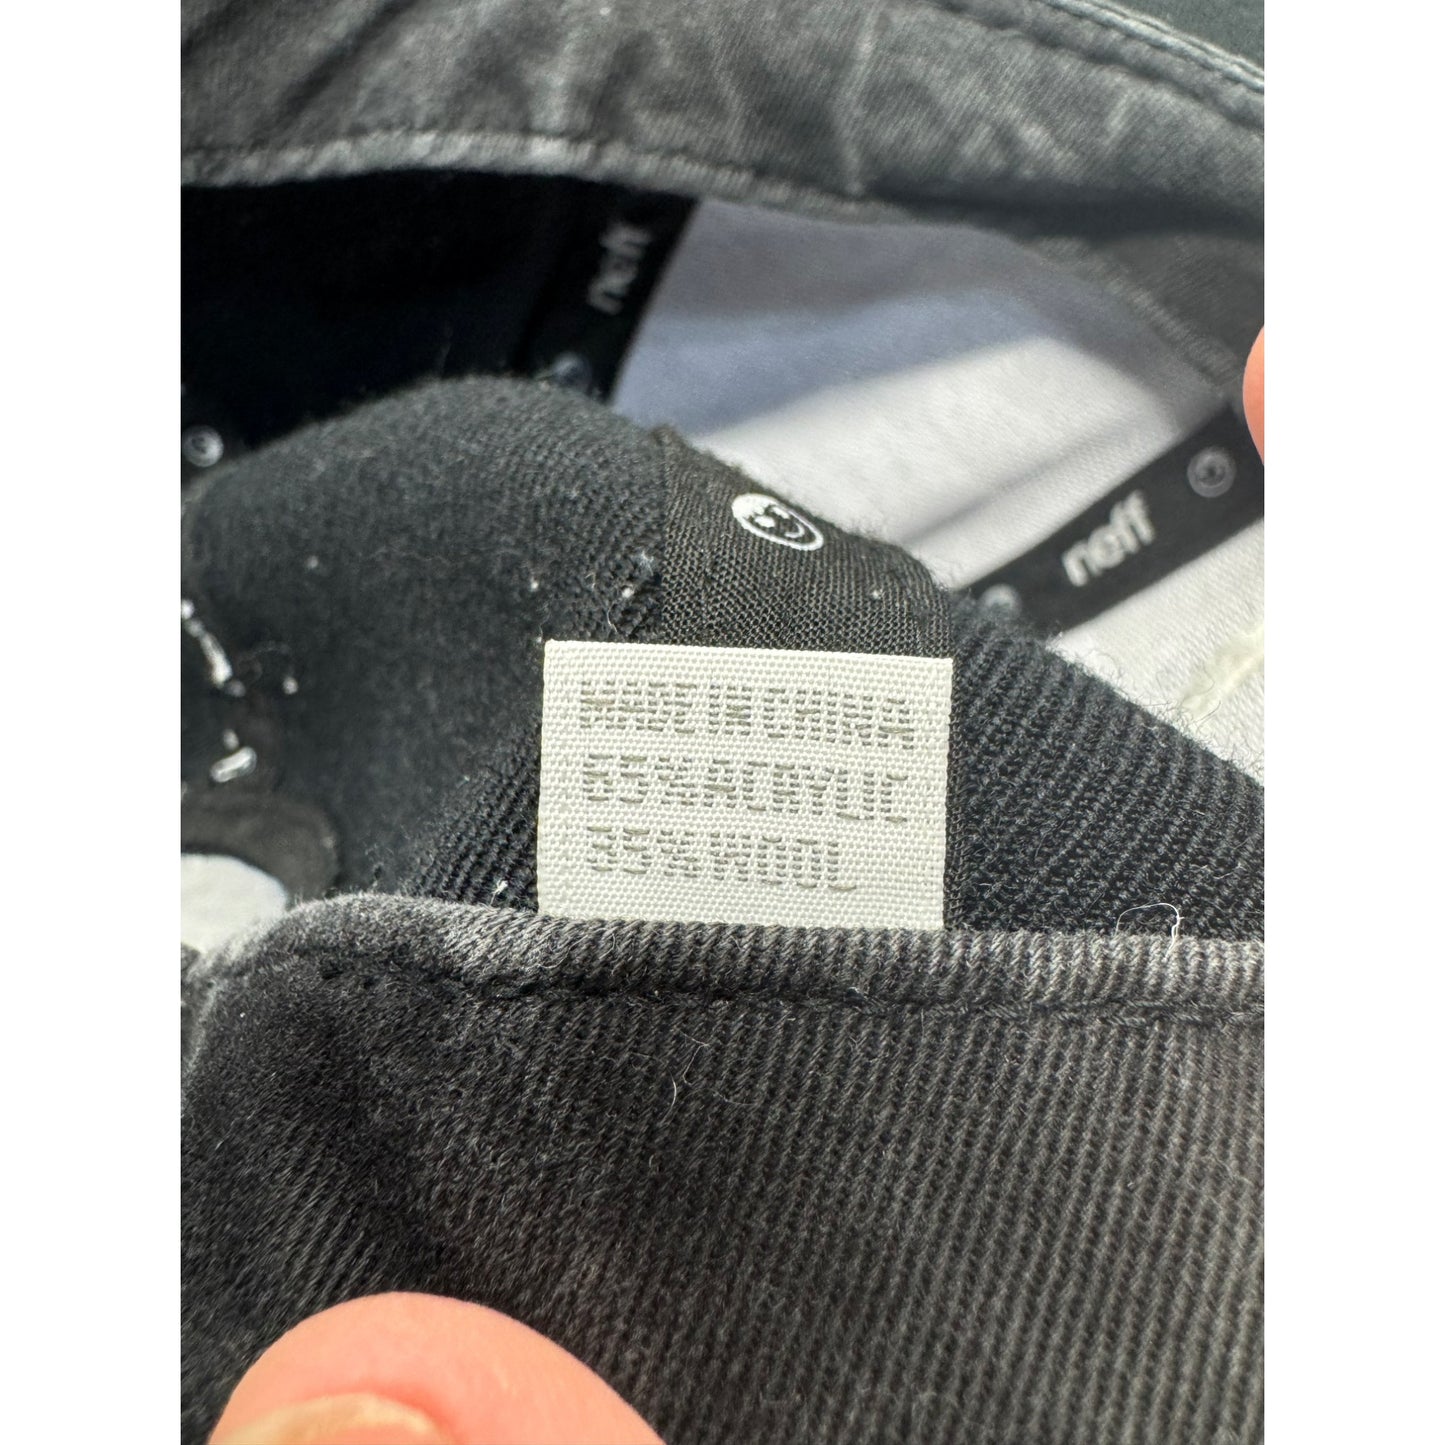 neff
neff
MADE IN CHINA
65% ACRYLIC
35% WOOL